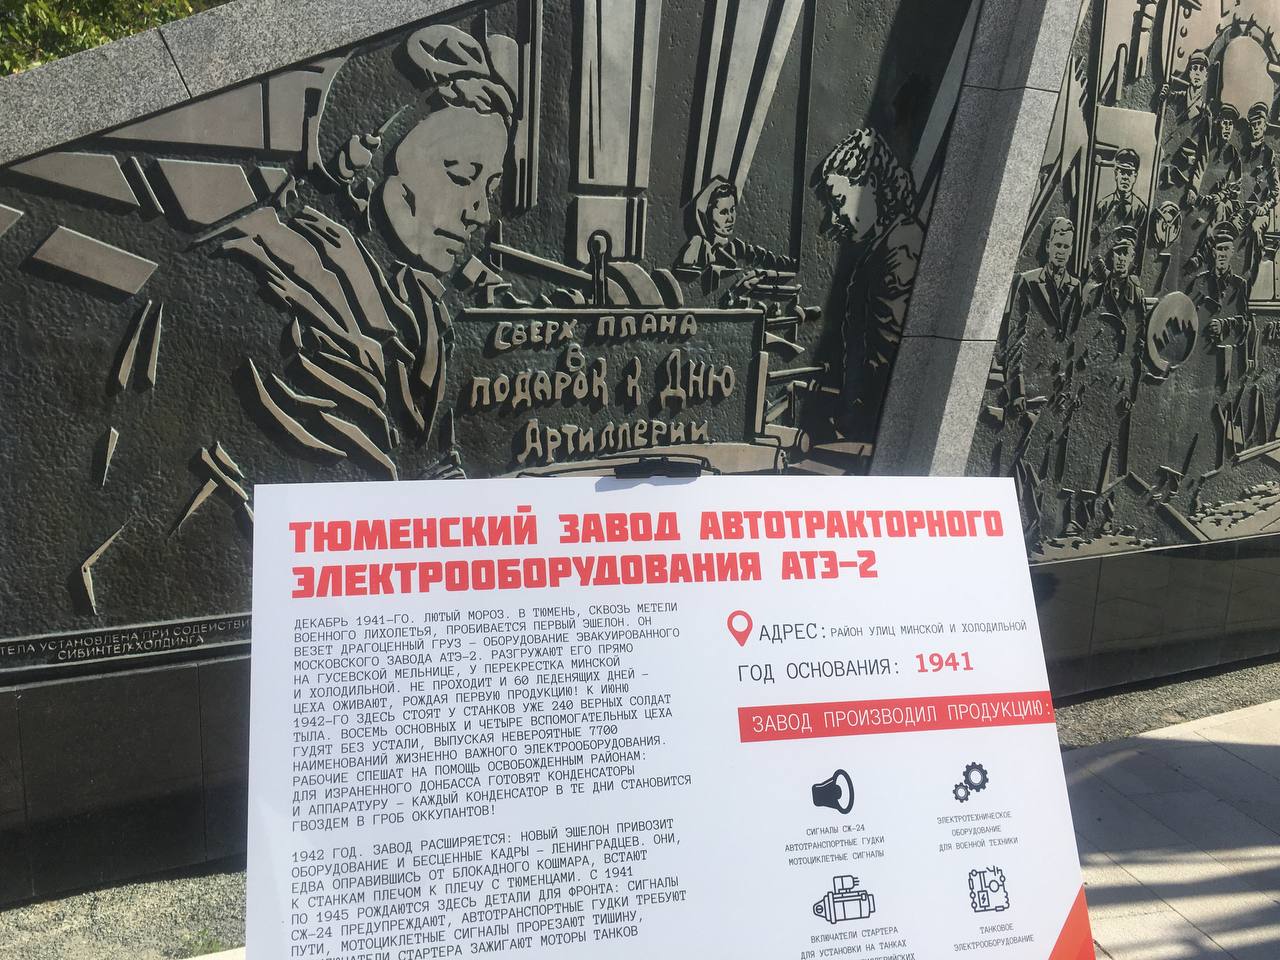 СВЕРХ ПЛАНА
В
ПОДАРОК К ДНЮ
АРТИЛЛЕРИИ
ТЕЛА УСТАНОВЛЕНА ПРИ СОДЕЙСТВИ
СИБИНТЕЛ-ХОЛДИНГА
ТЮМЕНСКИЙ ЗАВОД АВТОТРАКТОРНОГО
ЭЛЕКТРООБОРУДОВАНИЯ АТЭ-2
ДЕКАБРЬ 1941-ГО. ЛЮТЫЙ МОРОЗ. В ТЮМЕНЬ, СКВОЗЬ МЕТЕЛИ
ВОЕННОГО ЛИХОЛЕТЬЯ, ПРОБИВАЕТСЯ ПЕРВЫЙ ЭШЕЛОН. ОН
ВЕЗЕТ ДРАГОЦЕННЫЙ ГРУЗ – ОБОРУДОВАНИЕ ЭВАКУИРОВАННОГО
МОСКОВСКОГО ЗАВОДА АТЭ-2. РАЗГРУЖАЮТ ЕГО ПРЯМО
НА ГУСЕВСКОЙ МЕЛЬНИЦЕ, У ПЕРЕКРЕСТКА МИНСКОЙ
И ХОЛОДИЛЬНОЙ. НЕ ПРОХОДИТ И 60 ЛЕДЕНЯЩИХ ДНЕЙ –
ЦЕХА ОЖИВАЮТ, РОЖДАЯ ПЕРВУЮ ПРОДУКЦИЮ! К ИЮНЮ
1942-ГО ЗДЕСЬ СТОЯТ У СТАНКОВ УЖЕ 240 ВЕРНЫХ СОЛДАТ
ТЫЛА. ВОСЕМЬ ОСНОВНЫХ И ЧЕТЫРЕ ВСПОМОГАТЕЛЬНЫХ ЦЕХА
ГУДЯТ БЕЗ УСТАЛИ, ВЫПУСКАЯ НЕВЕРОЯТНЫЕ 7700
НАИМЕНОВАНИЙ ЖИЗНЕННО ВАЖНОГО ЭЛЕКТРООБОРУДОВАНИЯ.
РАБОЧИЕ СПЕШАТ НА ПОМОЩЬ ОСВОБОЖДЕННЫМ РАЙОНАМ:
ДЛЯ ИЗРАНЕННОГО ДОНБАССА ГОТОВЯТ КОНДЕНСАТОРЫ
И АППАРАТУРУ – КАЖДЫЙ КОНДЕНСАТОР В ТЕ ДНИ СТАНОВИТСЯ
ГВОЗДЕМ В ГРОБ ОККУПАНТОВ!
1942 ГОД. ЗАВОД РАСШИРЯЕТСЯ: НОВЫЙ ЭШЕЛОН ПРИВОЗИТ
ОБОРУДОВАНИЕ И БЕСЦЕННЫЕ КАДРЫ – ЛЕНИНГРАДЦЕВ. ОНИ,
ЕДВА ОПРАВИВШИСЬ ОТ БЛОКАДНОГО КОШМАРА, ВСТАЮТ
К СТАНКАМ ПЛЕЧОМ К ПЛЕЧУ С ТЮМЕНЦАМИ. С 1941
ПО 1945 РОЖДАЮТСЯ ЗДЕСЬ ДЕТАЛИ ДЛЯ ФРОНТА: СИГНАЛЫ
СЖ-24 ПРЕДУПРЕЖДАЮТ, АВТОТРАНСПОРТНЫЕ ГУДКИ ТРЕБУЮТ
ПУТИ, МОТОЦИКЛЕТНЫЕ СИГНАЛЫ ПРОРЕЗАЮТ ТИШИНУ,
СТАРТЕРА ЗАЖИГАЮТ МОТОРЫ ТАНКОВ
АДРЕС: РАЙОН УЛИЦ МИНСКОЙ И ХОЛОДИЛЬНОЙ
ГОД ОСНОВАНИЯ: 1941
ЗАВОД ПРОИЗВОДИЛ ПРОДУКЦИЮ:
СИГНАЛЫ СЖ-24
АВТОТРАНСПОРТНЫЕ ГУДКИ
МОТОЦИКЛЕТНЫЕ СИГНАЛЫ
ЭЛЕКТРОТЕХНИЧЕСКОЕ
ОБОРУДОВАНИЕ
ДЛЯ ВОЕННОЙ ТЕХНИКИ
ВКЛЮЧАТЕЛИ СТАРТЕРА
ДЛЯ УСТАНОВКИ НА ТАНКАХ
ТАНКОВОЕ
ЭЛЕКТРООБОРУДОВАНИЕ